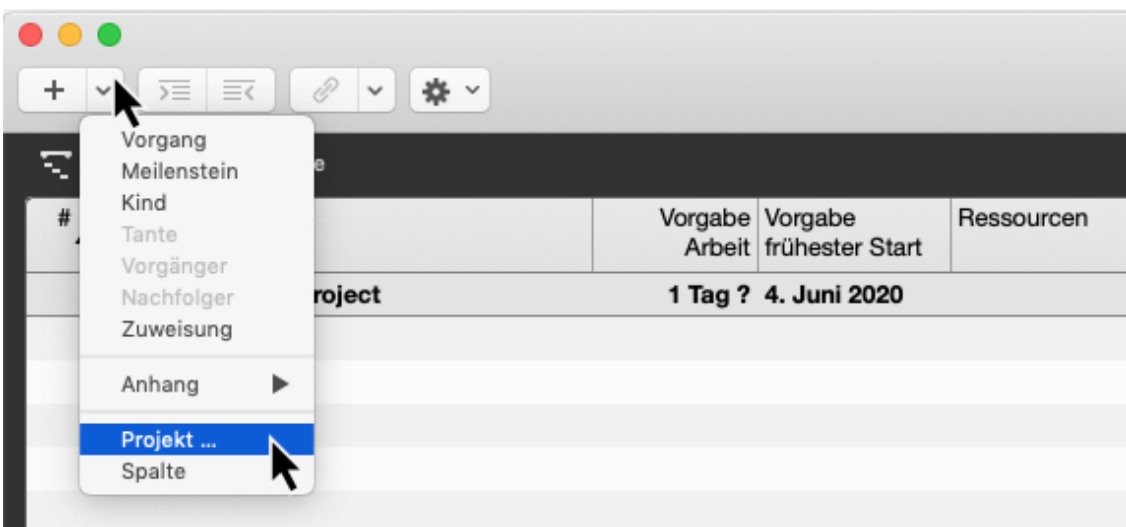 Vorgang
Meilenstein
Kind
Tante
Vorgänger
Nachfolger
Zuweisung
Anhang
Projekt ...
Spalte
#
Vorgabe Arbeit
Vorgabe frühester Start
Ressourcen
1 Tag ? 4. Juni 2020